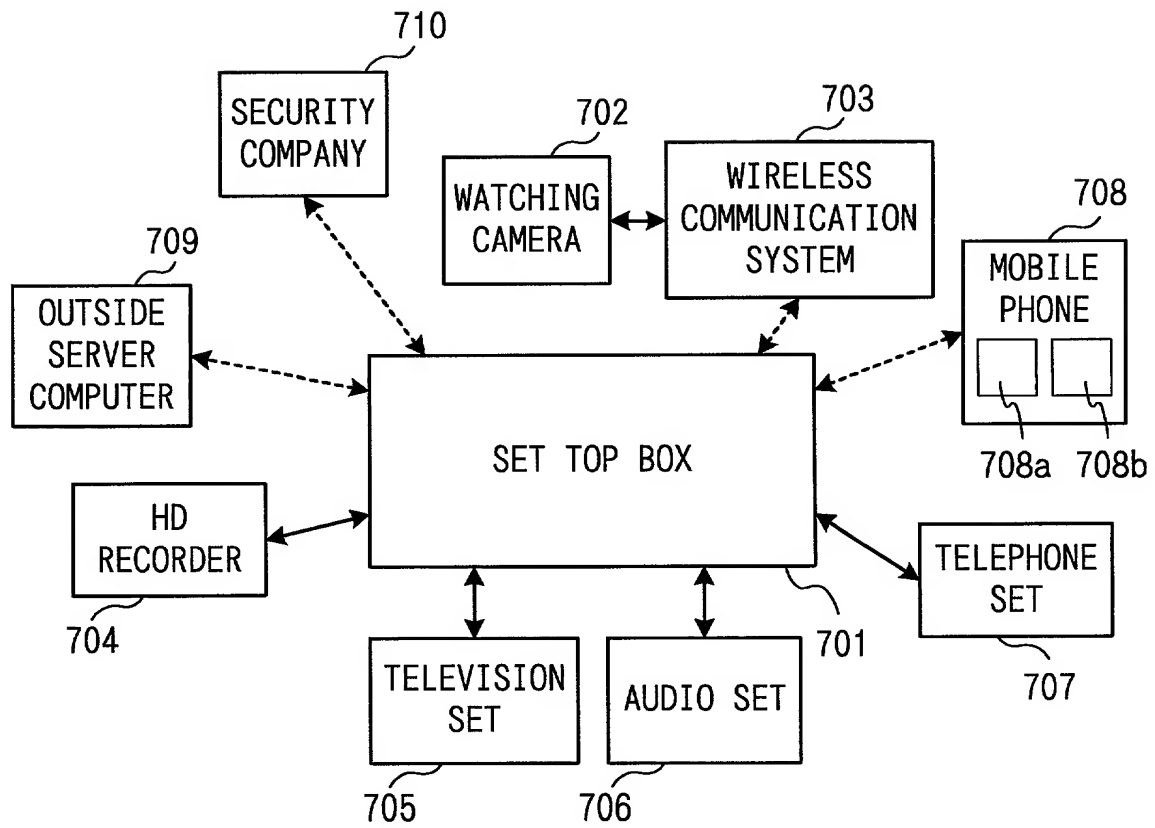 710
SECURITY
COMPANY
702
WATCHING
CAMERA
703
WIRELESS
COMMUNICATION
SYSTEM
708
MOBILE
PHONE
708a
708b
709
OUTSIDE
SERVER
COMPUTER
SET TOP BOX
701
HD
RECORDER
704
TELEVISION
SET
705
AUDIO SET
706
TELEPHONE
SET
707